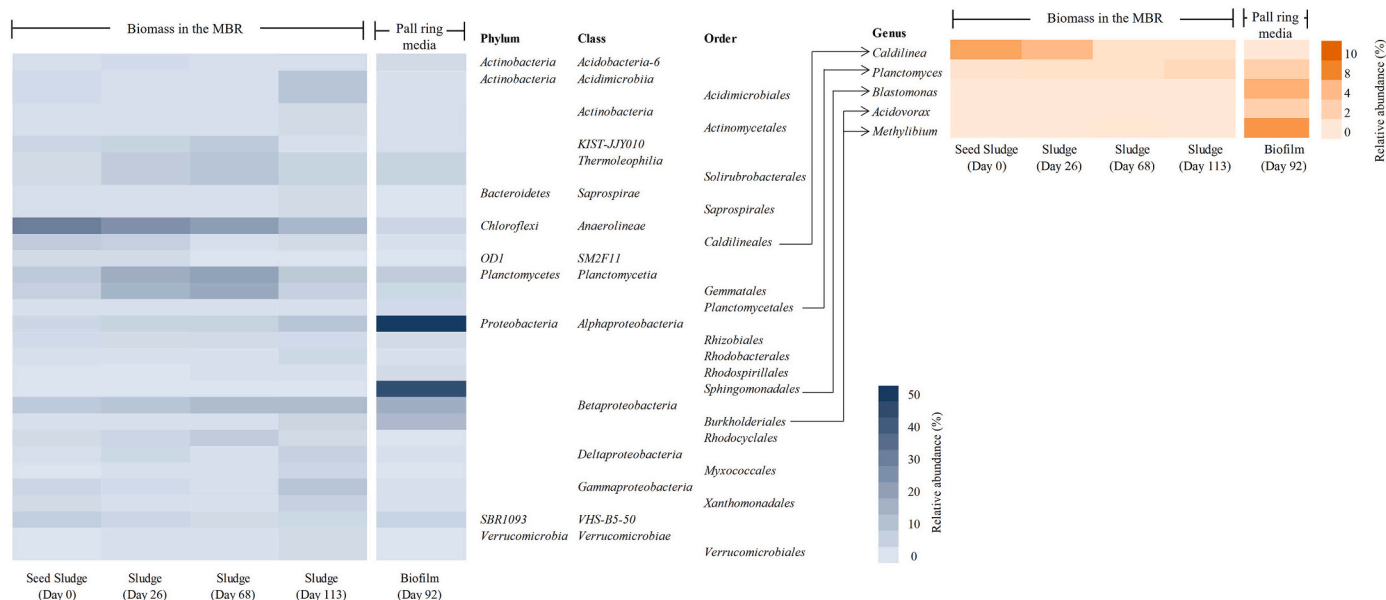 Biomass in the MBR
Pall ring
media
Phylum
Class
Order
Actinobacteria
Acidobacteria-6
Actinobacteria
Acidimicrobiia
Acidimicrobiales
Actinobacteria
Actinomycetales
KIST-JJY010
Thermoleophilia
Solirubrobacterales
Bacteroidetes
Saprospirae
Saprospirales
Chloroflexi
Anaerolineae
Caldilineales
OD1
SM2F11
Planctomycetes
Planctomycetia
Gemmatales
Planctomycetales
Proteobacteria
Alphaproteobacteria
Rhizobiales
Rhodobacterales
Rhodospirillales
Sphingomonadales
Betaproteobacteria
Burkholderiales
Rhodocyclales
Deltaproteobacteria
Myxococcales
Gammaproteobacteria
Xanthomonadales
SBR1093
VHS-B5-50
Verrucomicrobia
Verrucomicrobiae
Verrucomicrobiales
Seed Sludge
(Day 0)
Sludge
(Day 26)
Sludge
(Day 68)
Sludge
(Day 113)
Biofilm
(Day 92)
50
40
30
20
10
0
Relative abundance (%)
Genus
Caldilinea
Planctomyces
Blastomonas
Acidovorax
Methylibium
Biomass in the MBR
Pall ring
media
Seed Sludge
(Day 0)
Sludge
(Day 26)
Sludge
(Day 68)
Sludge
(Day 113)
Biofilm
(Day 92)
10
8
4
2
0
Relative abundance (%)